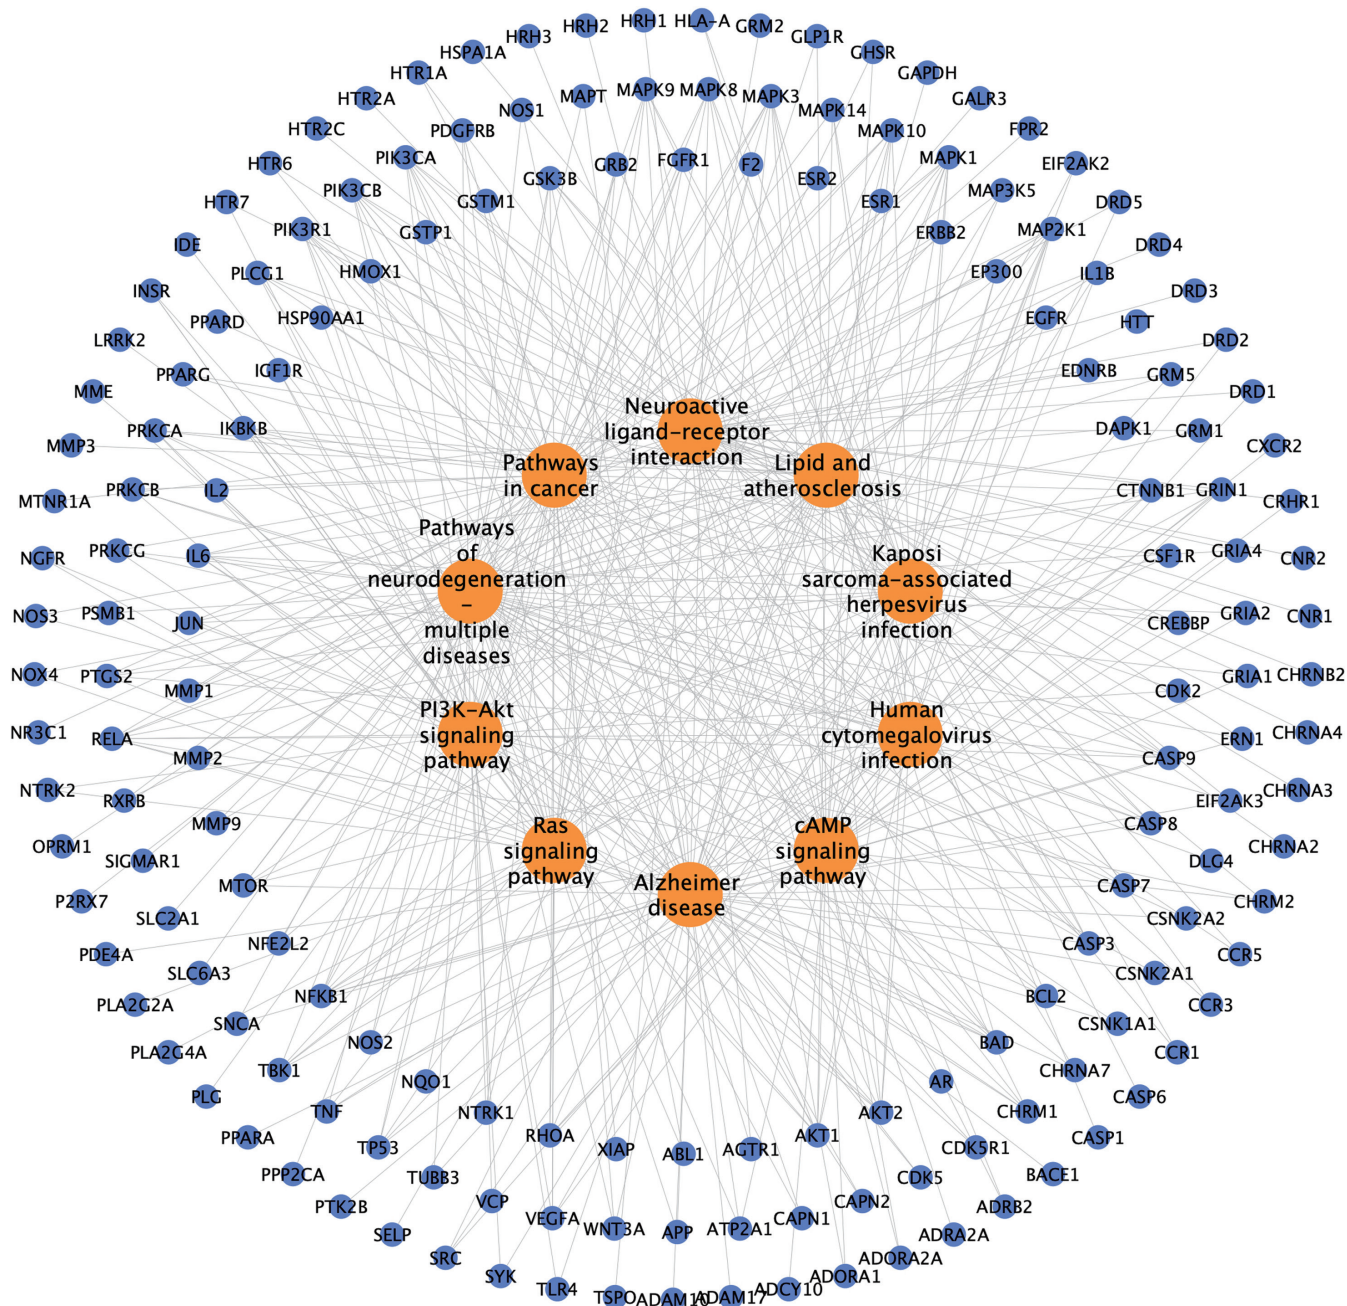 HRH1
HLA-A
HRH2
GRM2
HRH3
GLP1R
HSPA1A
GHSR
HTR1A
GAPDH
HTR2A
GALR3
HTR2C
FPR2
HTR6
EIF2AK2
HTR7
DRD5
IDE
DRD4
INSR
DRD3
LRRK2
DRD2
MME
DRD1
MMP3
CXCR2
MTNR1A
CRHR1
NGFR
CNR2
NOS3
CNR1
NOX4
CHRNB2
NR3C1
CHRNA4
NTRK2
CHRNA3
OPRM1
CHRNA2
P2RX7
CHRM2
PDE4A
CCR5
PLA2G2A
CCR3
PLA2G4A
CCR1
PLG
CASP6
PPARA
CASP1
PPP2CA
BACE1
PTK2B
ADRB2
SELP
ADRA2A
SRC
ADORA2A
SYK
ADORA1
TLR4
ADCY10
TSPO
ADAM10
ADAM17
MAPK9
MAPK8
MAPT
MAPK3
NOS1
MAPK14
PDGFRB
MAPK10
PIK3CA
MAPK1
PIK3CB
MAP3K5
PIK3R1
MAP2K1
PLCG1
IL1B
PPARD
HTT
PPARG
GRM5
PRKCA
GRM1
PRKCB
GRIN1
PRKCG
GRIA4
PSMB1
GRIA2
PTGS2
GRIA1
RELA
ERN1
RXRB
EIF2AK3
SIGMAR1
DLG4
SLC2A1
CSNK2A2
SLC6A3
CSNK2A1
SNCA
CSNK1A1
TBK1
CHRNA7
TNF
CHRM1
TP53
CDK5R1
TUBB3
CDK5
VCP
CAPN2
VEGFA
CAPN1
WNT3A
APP
ATP2A1
FGFR1
F2
GRB2
ESR2
GSK3B
ESR1
GSTM1
ERBB2
GSTP1
EP300
HMOX1
EGFR
HSP90AA1
EDNRB
IGF1R
DAPK1
IKBKB
CTNNB1
IL2
CSF1R
IL6
CREBBP
JUN
CDK2
MMP1
CASP9
MMP2
CASP8
MMP9
CASP7
MTOR
CASP3
NFE2L2
BCL2
NFKB1
BAD
NOS2
AR
NQO1
AKT2
NTRK1
AKT1
RHOA
AGTR1
XIAP
ABL1
Neuroactive
ligand-receptor
interaction
Pathways
in cancer
Lipid and
atherosclerosis
Pathways
of
neurodegeneration
-
multiple
diseases
Kaposi
sarcoma-associated
herpesvirus
infection
PI3K-Akt
signaling
pathway
Human
cytomegalovirus
infection
Ras
signaling
pathway
cAMP
signaling
pathway
Alzheimer
disease